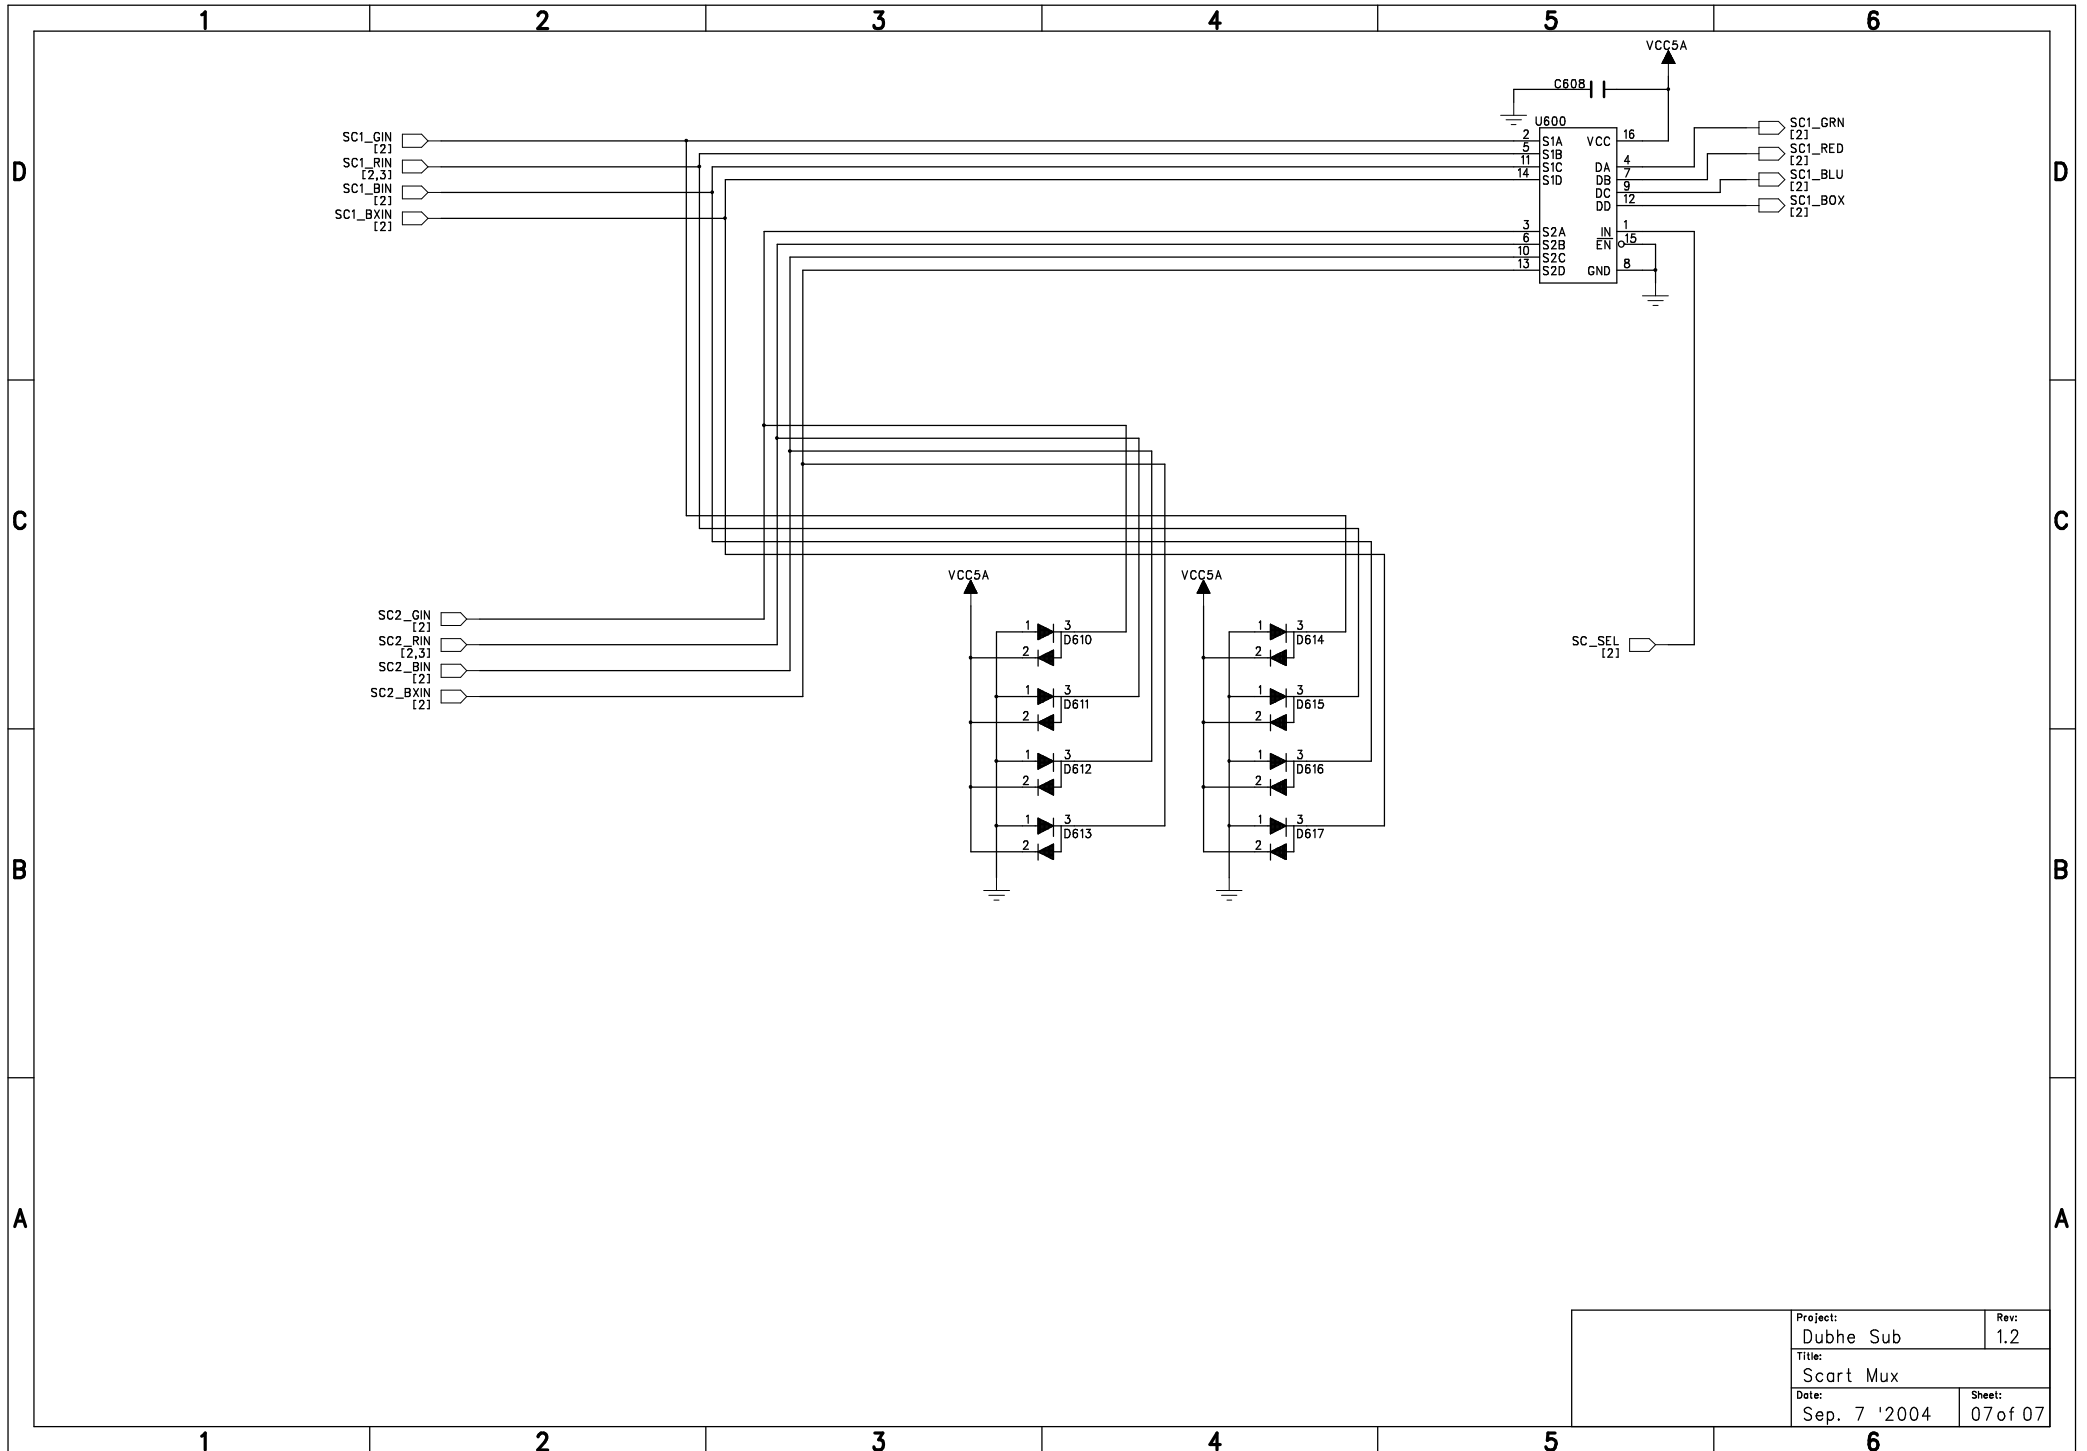 1 2 3 4 5 6
VCC5A
C608
U600
SC1_GIN
[2]
SC1_RIN
[2,3]
SC1_BIN
[2]
SC1_BXIN
[2]
2 S1A VCC 16
5 S1B
11 S1C DA 4
14 S1D DB 7
DC 9
DD 12
3 S2A IN 1
6 S2B EN 15
10 S2C
13 S2D GND 8
SC1_GRN
[2]
SC1_RED
[2]
SC1_BLU
[2]
SC1_BOX
[2]
D D
C C
VCC5A VCC5A
SC2_GIN
[2]
SC2_RIN
[2,3]
SC2_BIN
[2]
SC2_BXIN
[2]
1 3
D610
2
1 3
D611
2
1 3
D612
2
1 3
D613
2
1 3
D614
2
1 3
D615
2
1 3
D616
2
1 3
D617
2
SC_SEL
[2]
B B
A A
Project:
Dubhe Sub
Rev:
1.2
Title:
Scart Mux
Date:
Sep. 7 '2004
Sheet:
07of 07
1 2 3 4 5 6